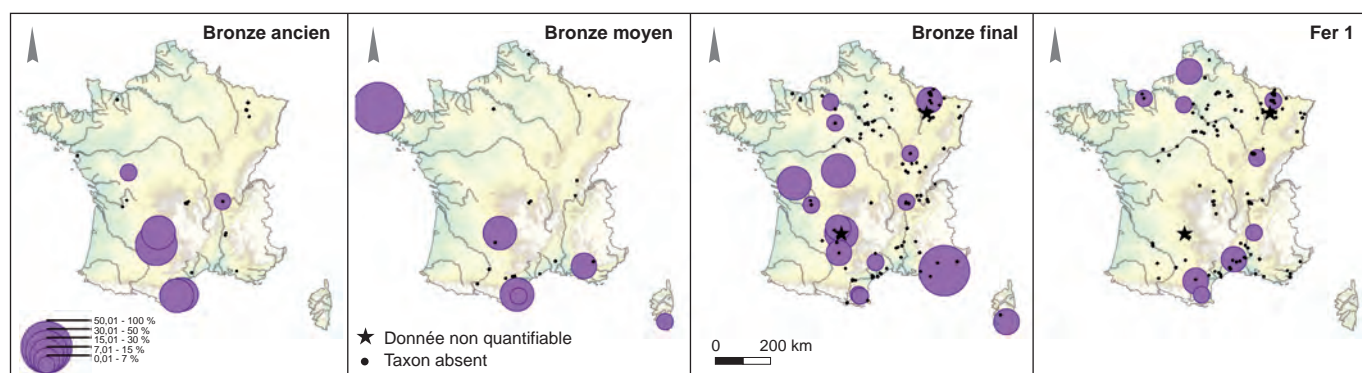 Bronze ancien
Bronze moyen
Bronze final
Fer 1
50,01 - 100 %
30,01 - 50 %
15,01 - 30 %
7,01 - 15 %
0,01 - 7 %
Donnée non quantifiable
Taxon absent
0 200 km